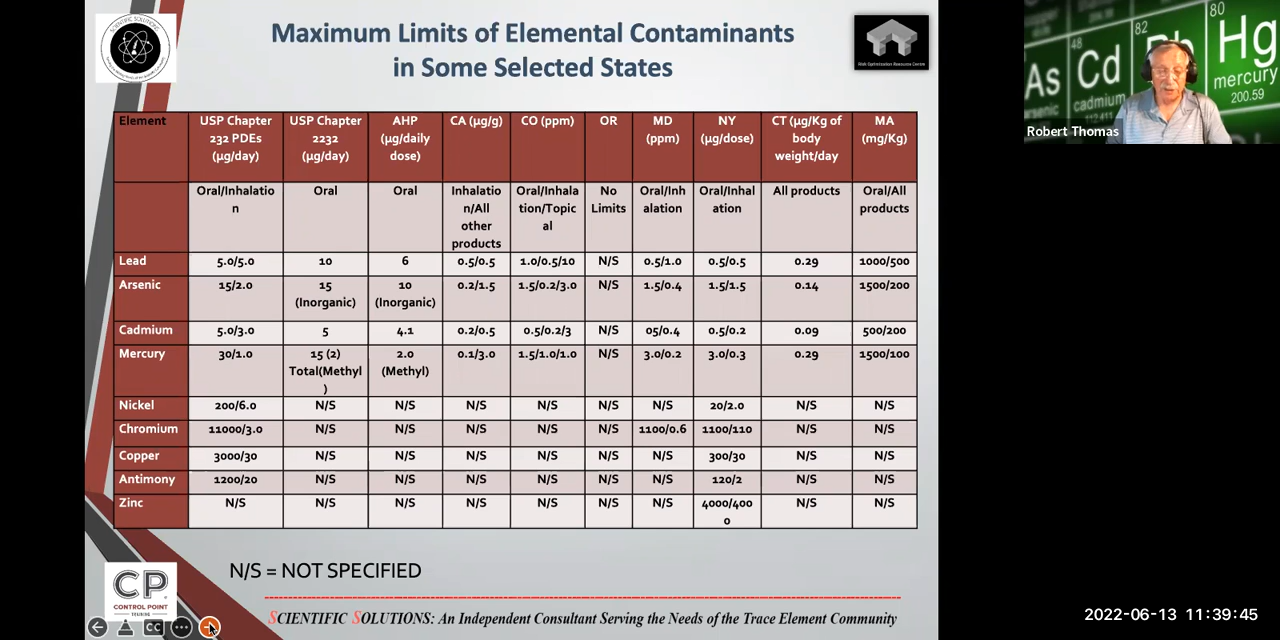 Maximum Limits of Elemental Contaminants
in Some Selected States
SCIENTIFIC SOLUTIONS
Risk Optimization Resource Centre
Element | USP Chapter 232 PDEs (µg/day) | USP Chapter 2232 (µg/day) | AHP (µg/daily dose) | CA (µg/g) | CO (ppm) | OR | MD (ppm) | NY (µg/dose) | CT (µg/Kg of body weight/day | MA (mg/Kg)
Oral/Inhalation | Oral | Oral | Inhalation/All other products | Oral/Inhalation/Topical | No Limits | Oral/Inhalation | Oral/Inhalation | All products | Oral/All products
Lead | 5.0/5.0 | 10 | 6 | 0.5/0.5 | 1.0/0.5/10 | N/S | 0.5/1.0 | 0.5/0.5 | 0.29 | 1000/500
Arsenic | 15/2.0 | 15 (Inorganic) | 10 (Inorganic) | 0.2/1.5 | 1.5/0.2/3.0 | N/S | 1.5/0.4 | 1.5/1.5 | 0.14 | 1500/200
Cadmium | 5.0/3.0 | 5 | 4.1 | 0.2/0.5 | 0.5/0.2/3 | N/S | 05/0.4 | 0.5/0.2 | 0.09 | 500/200
Mercury | 30/1.0 | 15 (2) Total(Methyl) | 2.0 (Methyl) | 0.1/3.0 | 1.5/1.0/1.0 | N/S | 3.0/0.2 | 3.0/0.3 | 0.29 | 1500/100
Nickel | 200/6.0 | N/S | N/S | N/S | N/S | N/S | N/S | 20/2.0 | N/S | N/S
Chromium | 11000/3.0 | N/S | N/S | N/S | N/S | N/S | 1100/0.6 | 1100/110 | N/S | N/S
Copper | 3000/30 | N/S | N/S | N/S | N/S | N/S | N/S | 300/30 | N/S | N/S
Antimony | 1200/20 | N/S | N/S | N/S | N/S | N/S | N/S | 120/2 | N/S | N/S
Zinc | N/S | N/S | N/S | N/S | N/S | N/S | N/S | 4000/4000 | N/S | N/S
N/S = NOT SPECIFIED
CP
CONTROL POINT
TRAINING
SCIENTIFIC SOLUTIONS: An Independent Consultant Serving the Needs of the Trace Element Community
CC
48
82
80
As
Cd
Pb
Hg
cadmium
mercury
200.59
Robert Thomas
2022-06-13 11:39:45